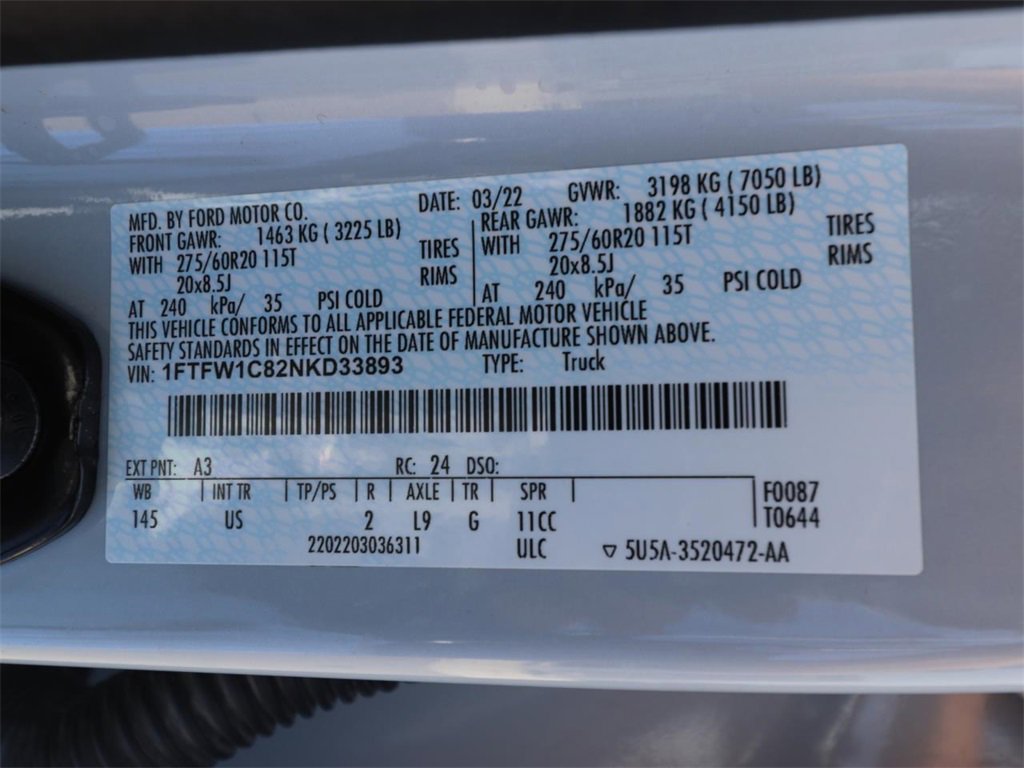 MFD. BY FORD MOTOR CO. DATE: 03/22 GVWR: 3198 KG ( 7050 LB)
FRONT GAWR: 1463 KG ( 3225 LB) REAR GAWR: 1882 KG ( 4150 LB)
WITH 275/60R20 115T TIRES WITH 275/60R20 115T TIRES
20x8.5J RIMS 20x8.5J RIMS
AT 240 kPa/ 35 PSI COLD AT 240 kPa/ 35 PSI COLD
THIS VEHICLE CONFORMS TO ALL APPLICABLE FEDERAL MOTOR VEHICLE
SAFETY STANDARDS IN EFFECT ON THE DATE OF MANUFACTURE SHOWN ABOVE.
VIN: 1FTFW1C82NKD33893 TYPE: Truck
EXT PNT: A3 RC: 24 DSO:
WB INT TR TP/PS R AXLE TR SPR F0087
145 US 2 L9 G 11CC T0644
2202203036311 ULC ▽ 5U5A-3520472-AA